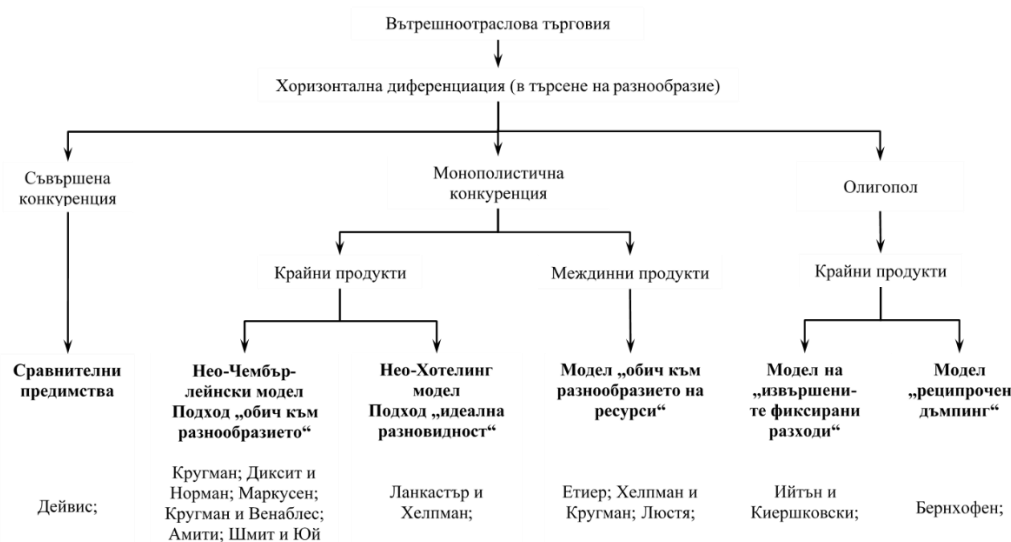 Вътрешноотраслова търговия
Хоризонтална диференциация (в търсене на разнообразие)
Съвършена
конкуренция
Монополистична
конкуренция
Олигопол
Крайни продукти
Междинни продукти
Крайни продукти
Сравнителни
предимства
Нео-Чембър-
лейнски модел
Подход „обич към
разнообразието“
Нео-Хотелинг
модел
Подход „идеална
разновидност“
Модел „обич към
разнообразието на
ресурси“
Модел на
„извършени-
те фиксирани
разходи“
Модел
„реципрочен
дъмпинг“
Дейвис;
Кругман; Диксит и
Норман; Маркусен;
Кругман и Венаблес;
Амити; Шмит и Юй
Ланкастър и
Хелпман;
Етиер; Хелпман и
Кругман; Люстя;
Ийтън и
Киершковски;
Бернхофен;